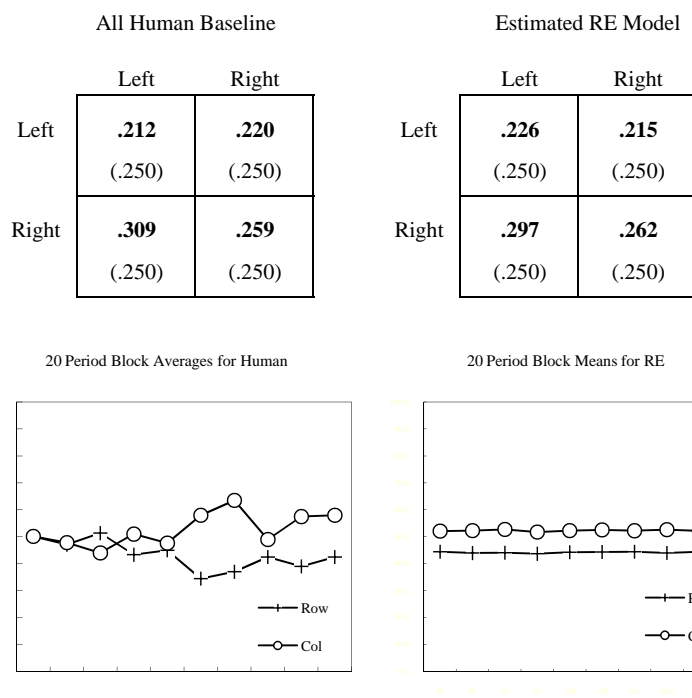 All Human Baseline Estimated RE Model
Left Right Left Right
Left .212 .220 Left .226 .215
(.250) (.250) (.250) (.250)
Right .309 .259 Right .297 .262
(.250) (.250) (.250) (.250)
20 Period Block Averages for Human 20 Period Block Means for RE
Row
Col